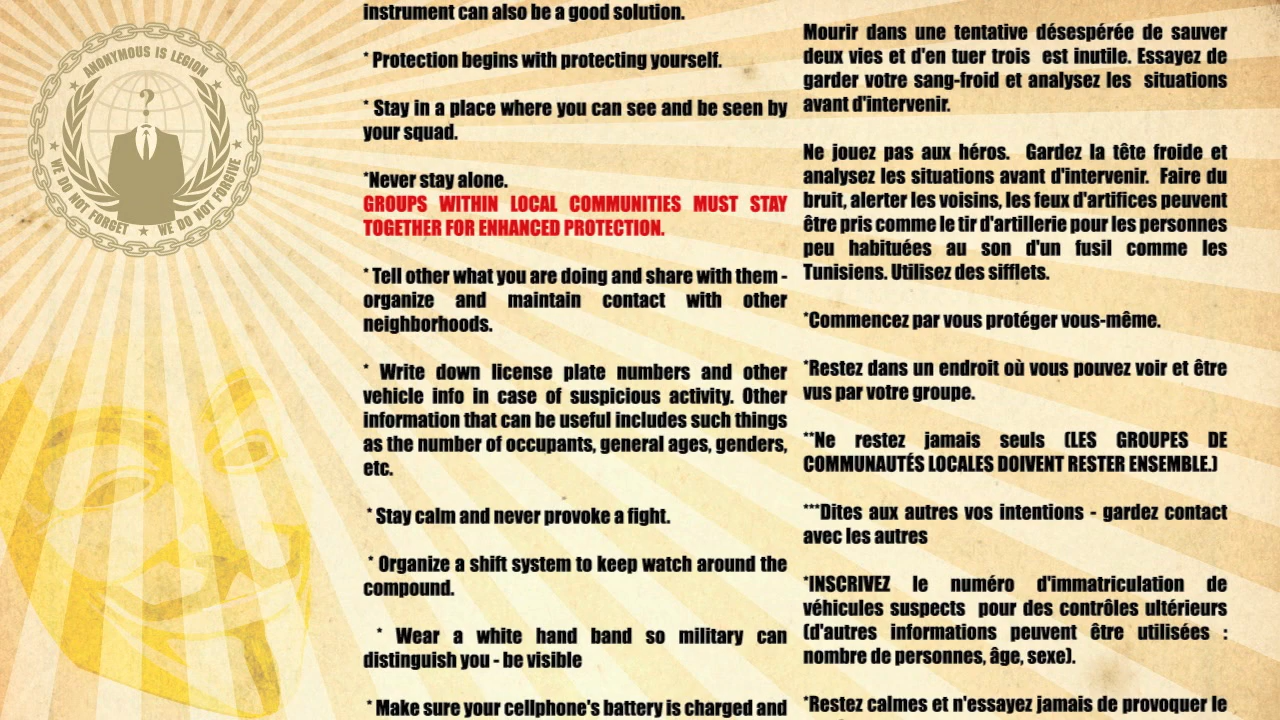 ANONYMOUS IS LEGION
?
WE DO NOT FORGET ★ WE DO NOT FORGIVE
instrument can also be a good solution.
* Protection begins with protecting yourself.
* Stay in a place where you can see and be seen by
your squad.
*Never stay alone.
GROUPS WITHIN LOCAL COMMUNITIES MUST STAY
TOGETHER FOR ENHANCED PROTECTION.
* Tell other what you are doing and share with them -
organize and maintain contact with other
neighborhoods.
* Write down license plate numbers and other
vehicle info in case of suspicious activity. Other
information that can be useful includes such things
as the number of occupants, general ages, genders,
etc.
* Stay calm and never provoke a fight.
* Organize a shift system to keep watch around the
compound.
* Wear a white hand band so military can
distinguish you - be visible
* Make sure your cellphone's battery is charged and
Mourir dans une tentative désespérée de sauver
deux vies et d'en tuer trois est inutile. Essayez de
garder votre sang-froid et analysez les situations
avant d'intervenir.
Ne jouez pas aux héros. Gardez la tête froide et
analysez les situations avant d'intervenir. Faire du
bruit, alerter les voisins, les feux d'artifices peuvent
être pris comme le tir d'artillerie pour les personnes
peu habituées au son d'un fusil comme les
Tunisiens. Utilisez des sifflets.
*Commencez par vous protéger vous-même.
*Restez dans un endroit où vous pouvez voir et être
vus par votre groupe.
**Ne restez jamais seuls (LES GROUPES DE
COMMUNAUTÉS LOCALES DOIVENT RESTER ENSEMBLE.)
***Dites aux autres vos intentions - gardez contact
avec les autres
*INSCRIVEZ le numéro d'immatriculation de
véhicules suspects pour des contrôles ultérieurs
(d'autres informations peuvent être utilisées :
nombre de personnes, âge, sexe).
*Restez calmes et n'essayez jamais de provoquer le